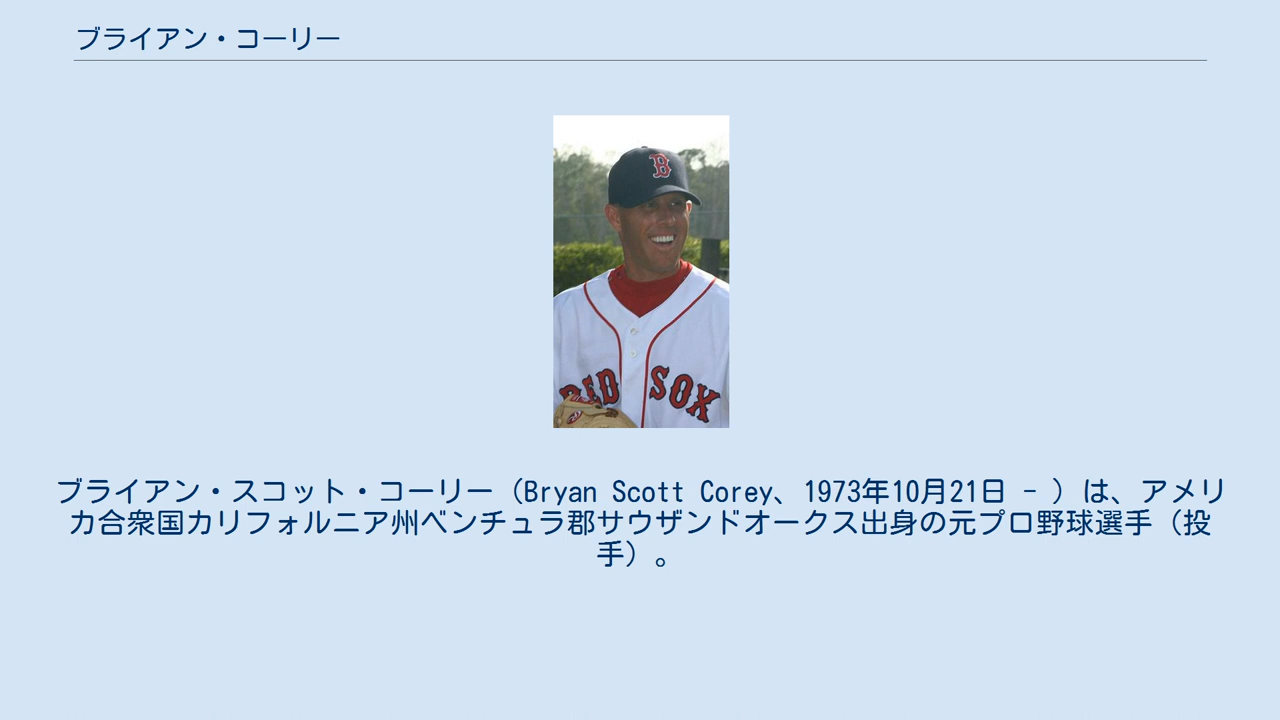 ブライアン・コーリー
B
RED SOX
ブライアン・スコット・コーリー（Bryan Scott Corey、1973年10月21日 - ）は、アメリ
カ合衆国カリフォルニア州ベンチュラ郡サウザンドオークス出身の元プロ野球選手（投
手）。